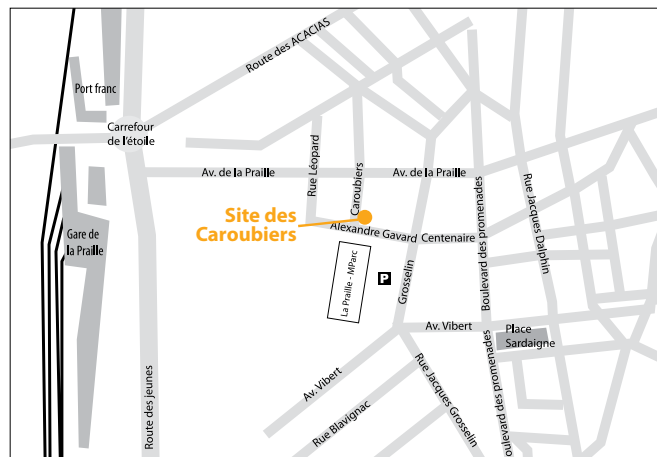 Route des ACACIAS
Port franc
Carrefour
de l'étoile
Av. de la Praille
Rue Léopard
Caroubiers
Av. de la Praille
Site des
Caroubiers
Alexandre Gavard
Centenaire
Boulevard des promenades
Rue Jacques Dalphin
Gare de
la Praille
La Praille - MParc
P
Grosselin
Av. Vibert
Place
Sardaigne
Av. Vibert
Rue Blavignac
Rue Jacques Grosselin
oulevard des promenades
Route des jeunes